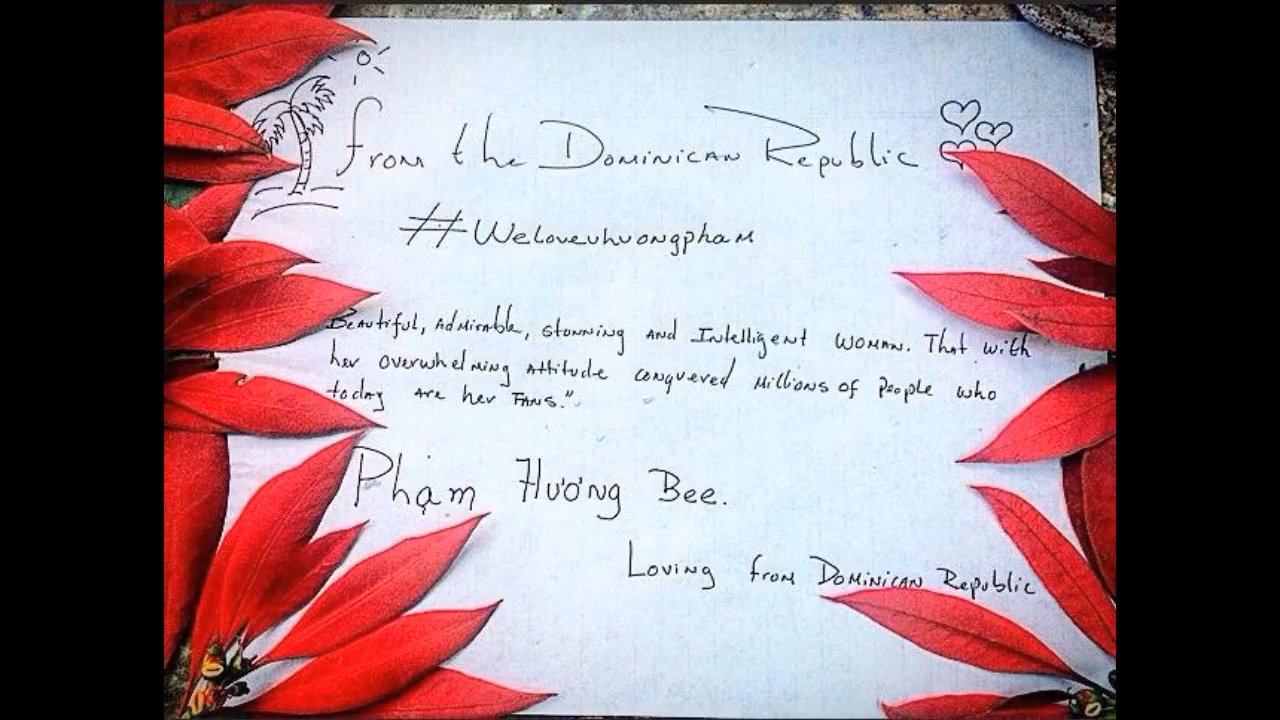 from the Dominican Republic
#Weloveuhuongpham
"Beautiful, Admirable, stunning and Intelligent woman. That with
her overwhelming attitude conquered Millions of People who
today are her Fans."
Phạm Hương Bee.
Loving from Dominican Republic